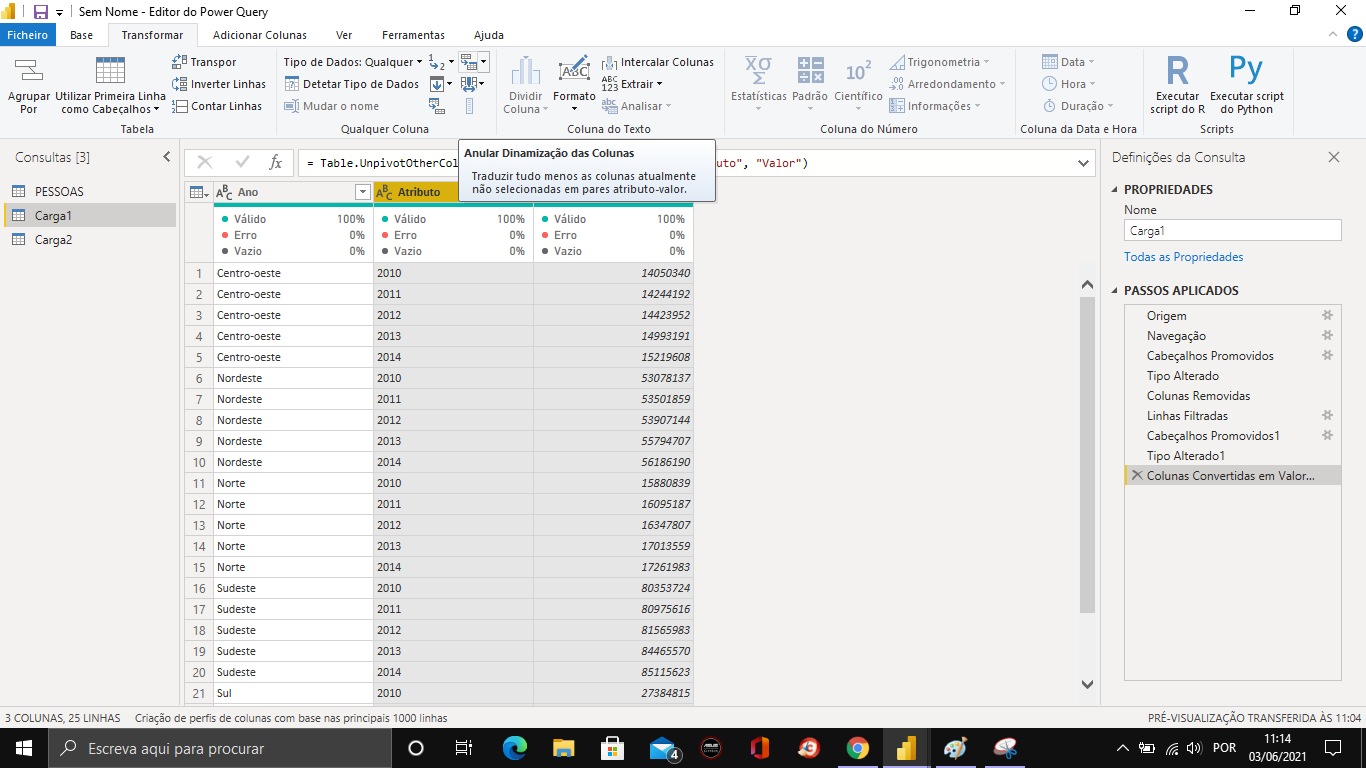 Sem Nome - Editor do Power Query
Ficheiro Base Transformar Adicionar Colunas Ver Ferramentas Ajuda
Agrupar Por
Utilizar Primeira Linha como Cabeçalhos
Transpor
Inverter Linhas
Contar Linhas
Tabela
Tipo de Dados: Qualquer
Detetar Tipo de Dados
Mudar o nome
Qualquer Coluna
Dividir Coluna
Formato
Intercalar Colunas
Extrair
Analisar
Coluna do Texto
Estatísticas
Padrão
Científico
Trigonometria
Arredondamento
Informações
Coluna do Número
Data
Hora
Duração
Coluna da Data e Hora
Executar script do R
Executar script do Python
Scripts
Consultas [3]
PESSOAS
Carga1
Carga2
= Table.UnpivotOtherCol uto", "Valor")
Anular Dinamização das Colunas
Traduzir tudo menos as colunas atualmente
não selecionadas em pares atributo-valor.
Ano Atributo
Válido 100% Válido 100% Válido 100%
Erro 0% Erro 0% Erro 0%
Vazio 0% Vazio 0% Vazio 0%
1 Centro-oeste 2010 14050340
2 Centro-oeste 2011 14244192
3 Centro-oeste 2012 14423952
4 Centro-oeste 2013 14993191
5 Centro-oeste 2014 15219608
6 Nordeste 2010 53078137
7 Nordeste 2011 53501859
8 Nordeste 2012 53907144
9 Nordeste 2013 55794707
10 Nordeste 2014 56186190
11 Norte 2010 15880839
12 Norte 2011 16095187
13 Norte 2012 16347807
14 Norte 2013 17013559
15 Norte 2014 17261983
16 Sudeste 2010 80353724
17 Sudeste 2011 80975616
18 Sudeste 2012 81565983
19 Sudeste 2013 84465570
20 Sudeste 2014 85115623
21 Sul 2010 27384815
Definições da Consulta
PROPRIEDADES
Nome
Carga1
Todas as Propriedades
PASSOS APLICADOS
Origem
Navegação
Cabeçalhos Promovidos
Tipo Alterado
Colunas Removidas
Linhas Filtradas
Cabeçalhos Promovidos1
Tipo Alterado1
Colunas Convertidas em Valor...
3 COLUNAS, 25 LINHAS Criação de perfis de colunas com base nas principais 1000 linhas PRÉ-VISUALIZAÇÃO TRANSFERIDA ÀS 11:04
Escreva aqui para procurar
4
POR
11:14
03/06/2021